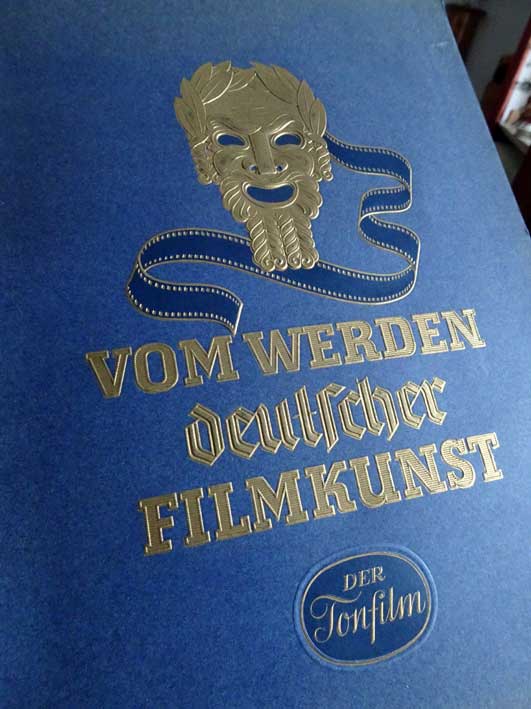 VOM WERDEN
deutscher
FILMKUNST
DER
Tonfilm